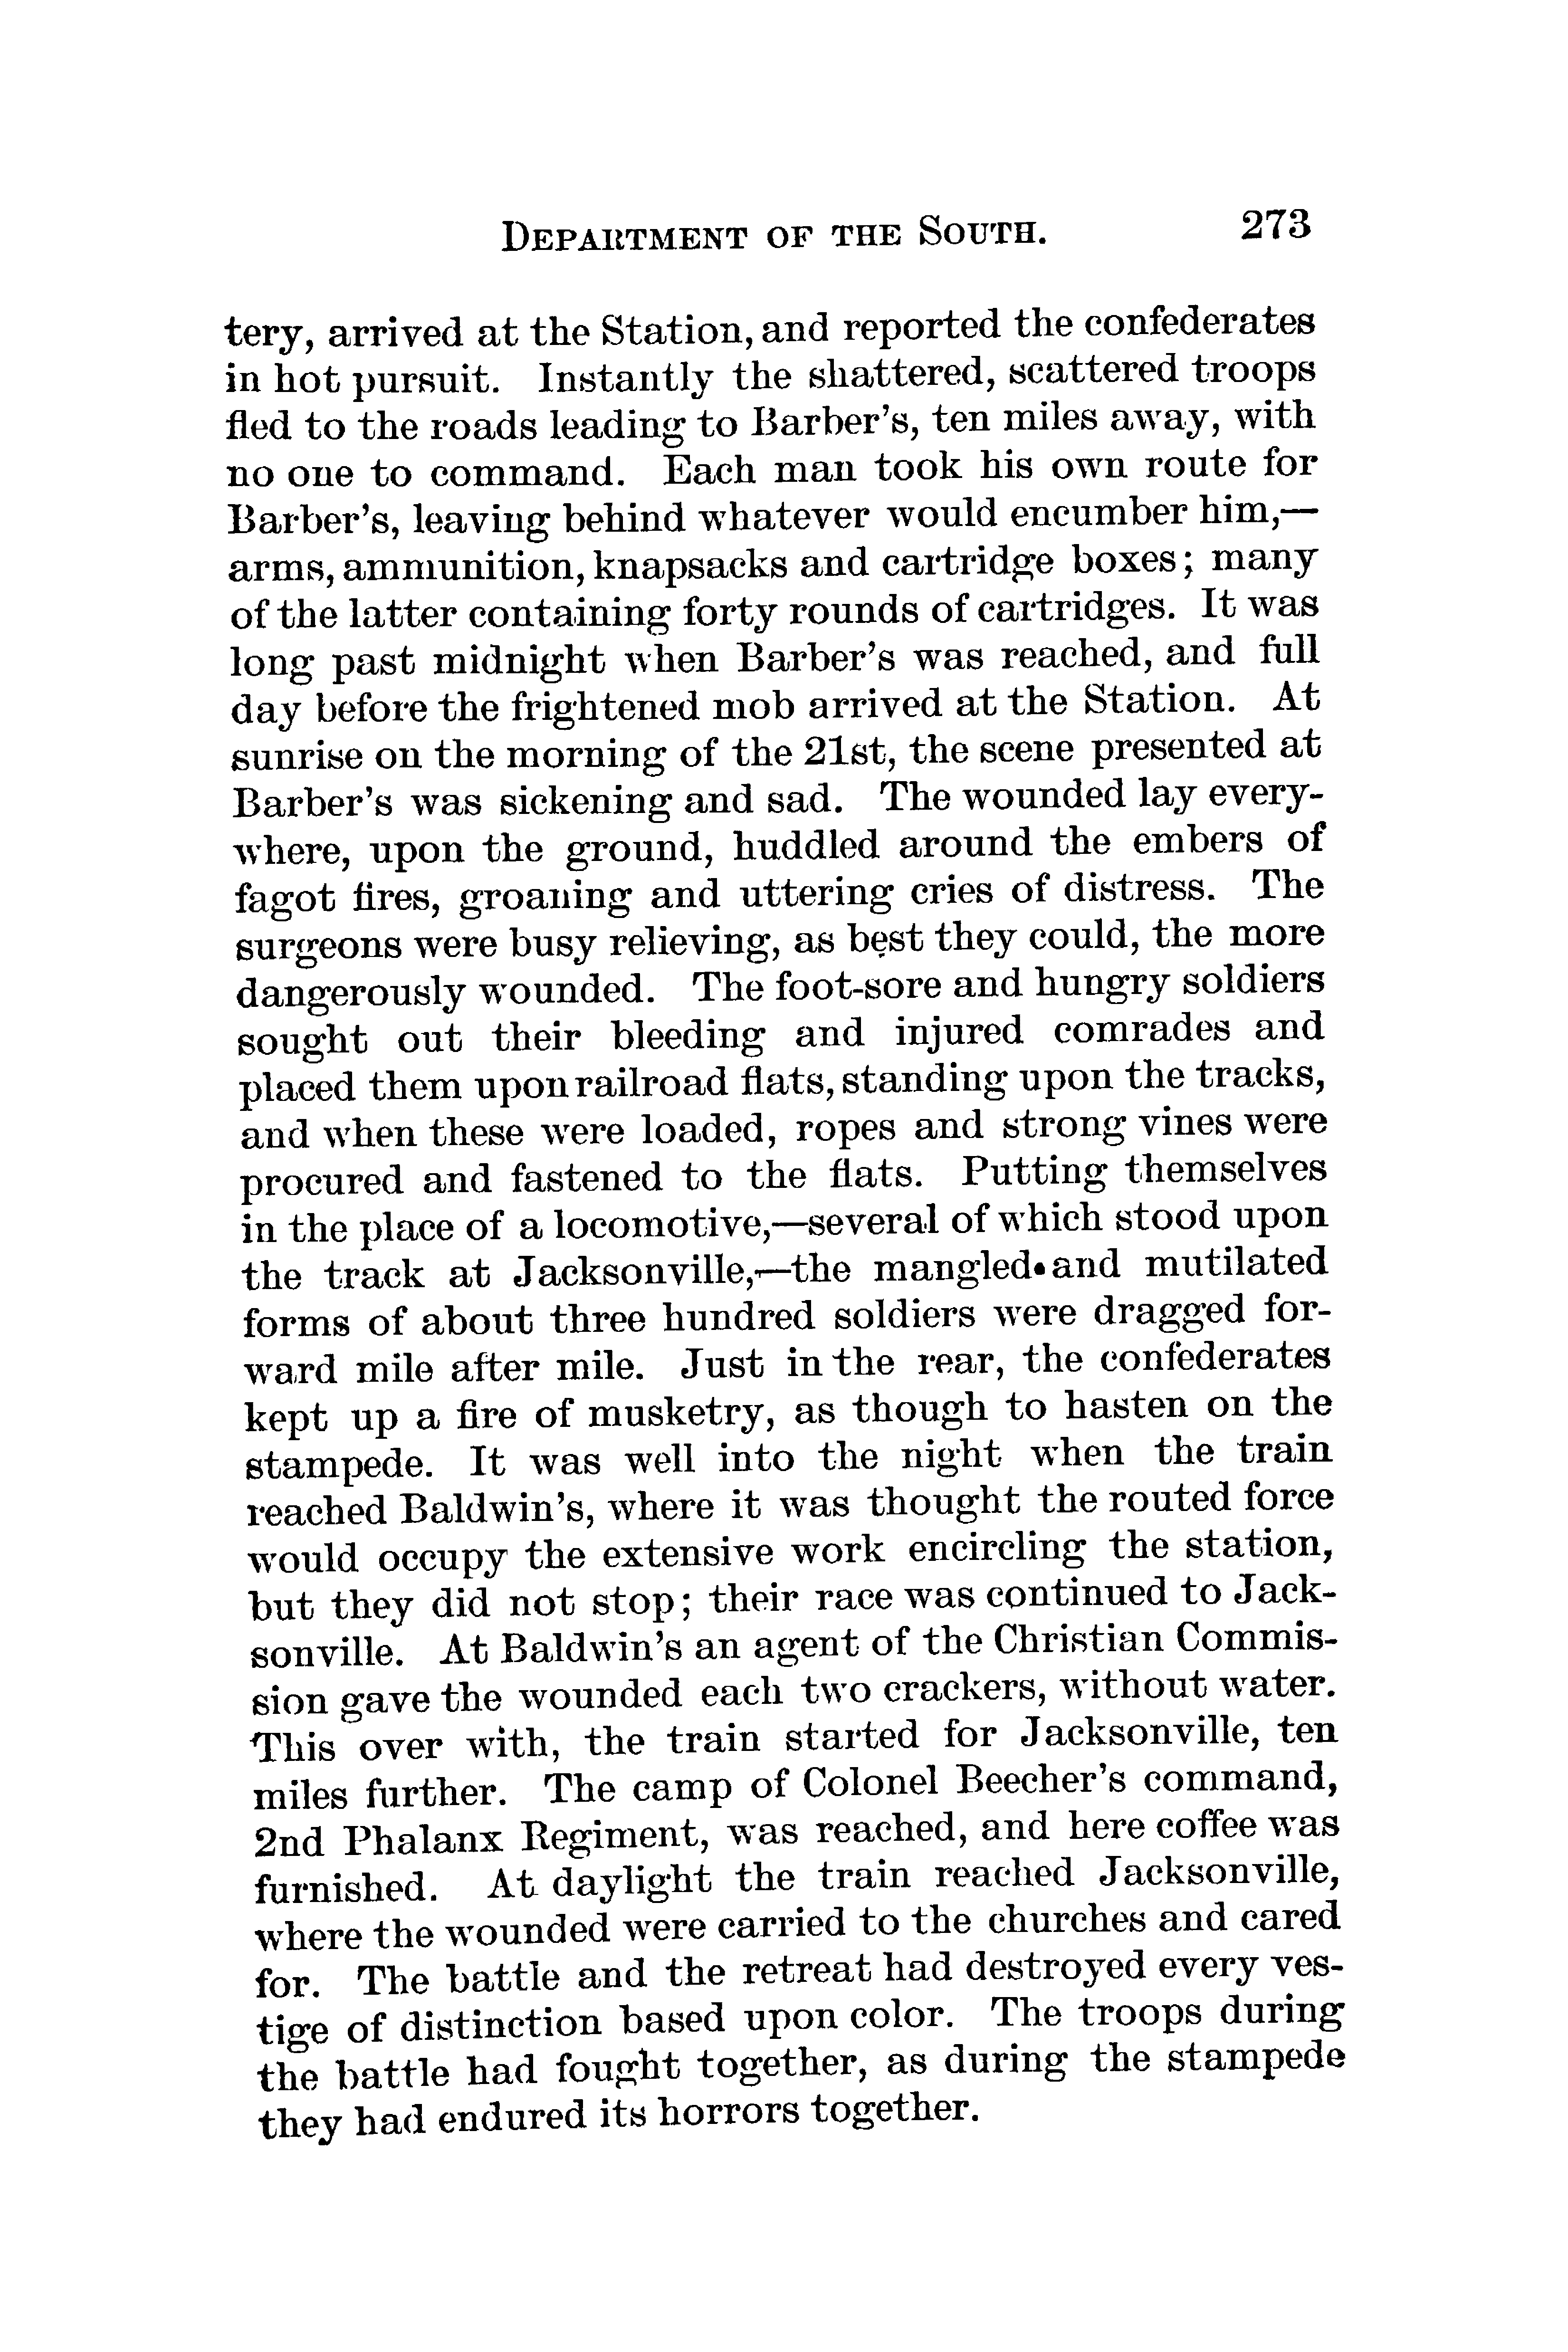 DEPARTMENT OF THE SOUTH. 273
tery, arrived at the Station, and reported the confederates
in hot pursuit. Instantly the shattered, scattered troops
fled to the roads leading to Barber's, ten miles away, with
no one to command. Each man took his own route for
Barber's, leaving behind whatever would encumber him,—
arms, ammunition, knapsacks and cartridge boxes; many
of the latter containing forty rounds of cartridges. It was
long past midnight when Barber's was reached, and full
day before the frightened mob arrived at the Station. At
sunrise on the morning of the 21st, the scene presented at
Barber's was sickening and sad. The wounded lay every-
where, upon the ground, huddled around the embers of
fagot fires, groaning and uttering cries of distress. The
surgeons were busy relieving, as best they could, the more
dangerously wounded. The foot-sore and hungry soldiers
sought out their bleeding and injured comrades and
placed them upon railroad flats, standing upon the tracks,
and when these were loaded, ropes and strong vines were
procured and fastened to the flats. Putting themselves
in the place of a locomotive,—several of which stood upon
the track at Jacksonville,—the mangled and mutilated
forms of about three hundred soldiers were dragged for-
ward mile after mile. Just in the rear, the confederates
kept up a fire of musketry, as though to hasten on the
stampede. It was well into the night when the train
reached Baldwin's, where it was thought the routed force
would occupy the extensive work encircling the station,
but they did not stop; their race was continued to Jack-
sonville. At Baldwin's an agent of the Christian Commis-
sion gave the wounded each two crackers, without water.
This over with, the train started for Jacksonville, ten
miles further. The camp of Colonel Beecher's command,
2nd Phalanx Regiment, was reached, and here coffee was
furnished. At daylight the train reached Jacksonville,
where the wounded were carried to the churches and cared
for. The battle and the retreat had destroyed every ves-
tige of distinction based upon color. The troops during
the battle had fought together, as during the stampede
they had endured its horrors together.